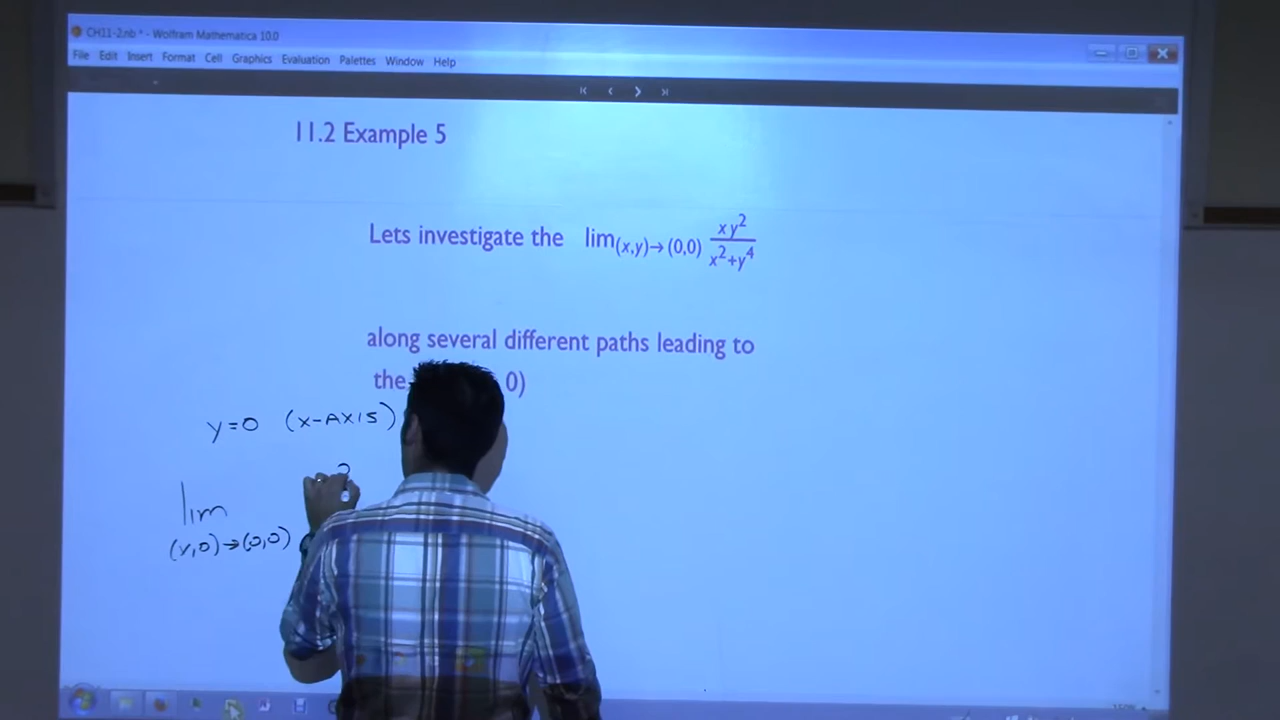 CH11-2.nb * - Wolfram Mathematica 10.0
File Edit Insert Format Cell Graphics Evaluation Palettes Window Help
11.2 Example 5
Lets investigate the lim(x,y)→(0,0) xy²/x²+y⁴
along several different paths leading to
the 0)
y=0 (X-AXIS)
2
lim
(x,0)→(0,0)